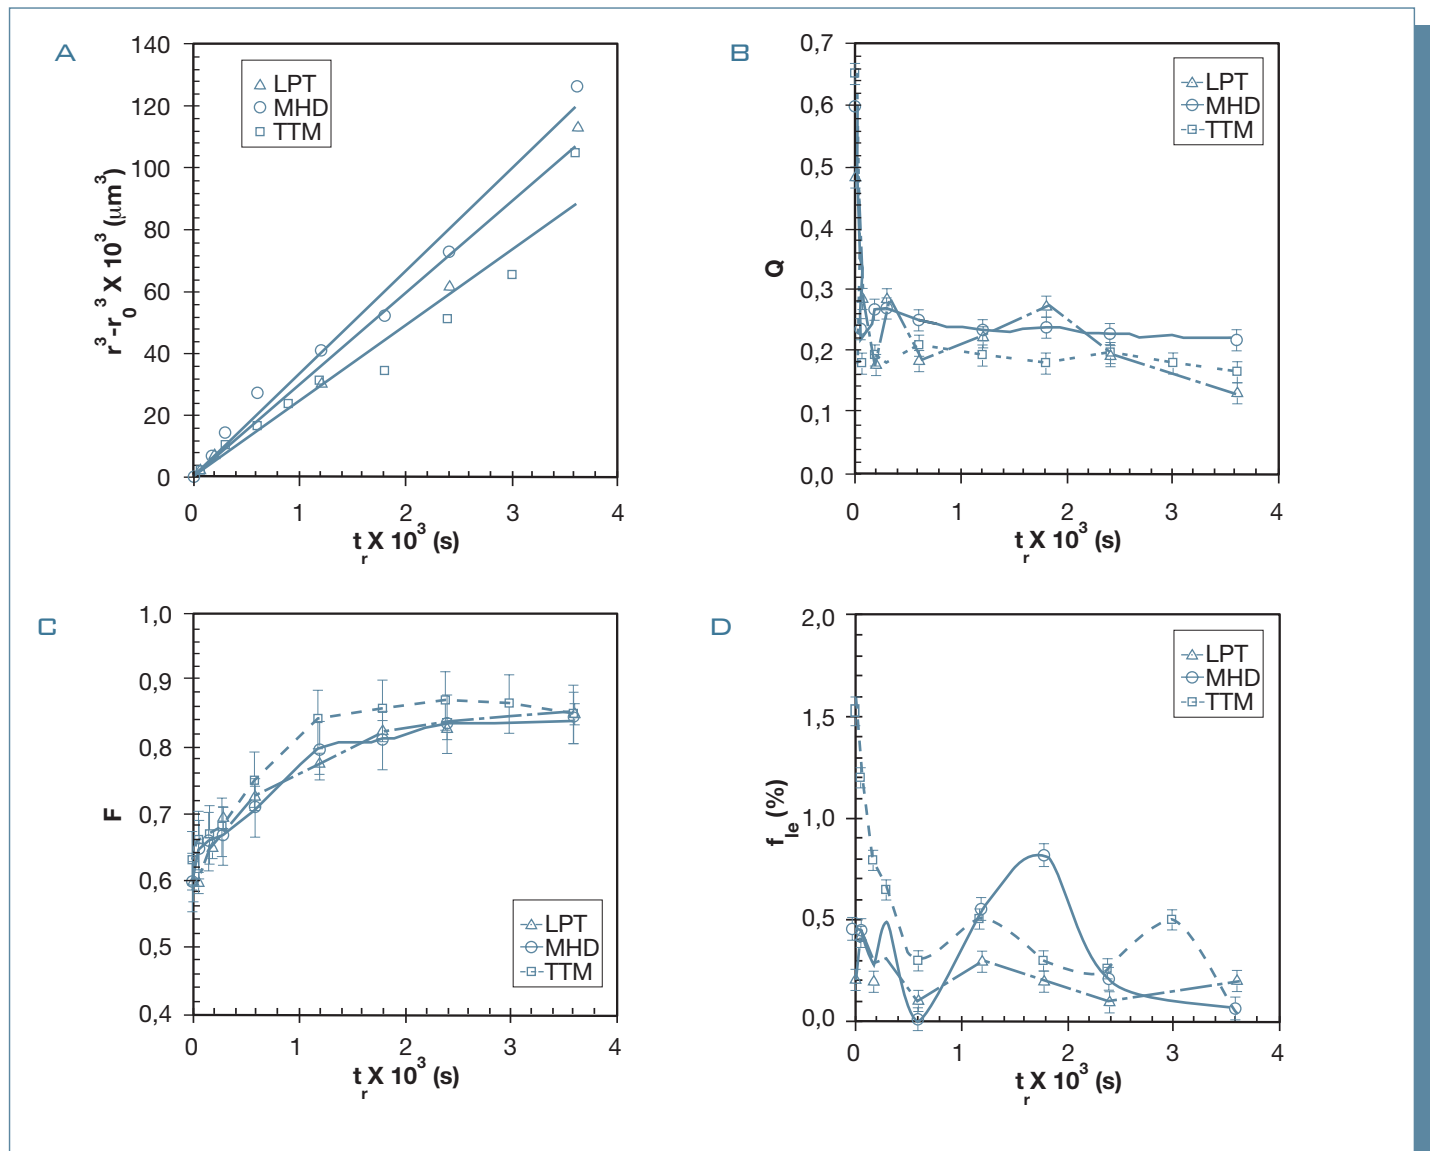 A
140
120
100
80
60
40
20
0
0 1 2 3 4
r³-r₀³ X 10³ (μm³)
t_r X 10³ (s)
LPT
MHD
TTM
B
0,7
0,6
0,5
0,4
0,3
0,2
0,1
0,0
0 1 2 3 4
Q
t_r X 10³ (s)
LPT
MHD
TTM
C
1,0
0,9
0,8
0,7
0,6
0,5
0,4
0 1 2 3 4
F
t_r X 10³ (s)
LPT
MHD
TTM
D
2,0
1,5
1,0
0,5
0,0
0 1 2 3 4
f_le (%)
t_r X 10³ (s)
LPT
MHD
TTM